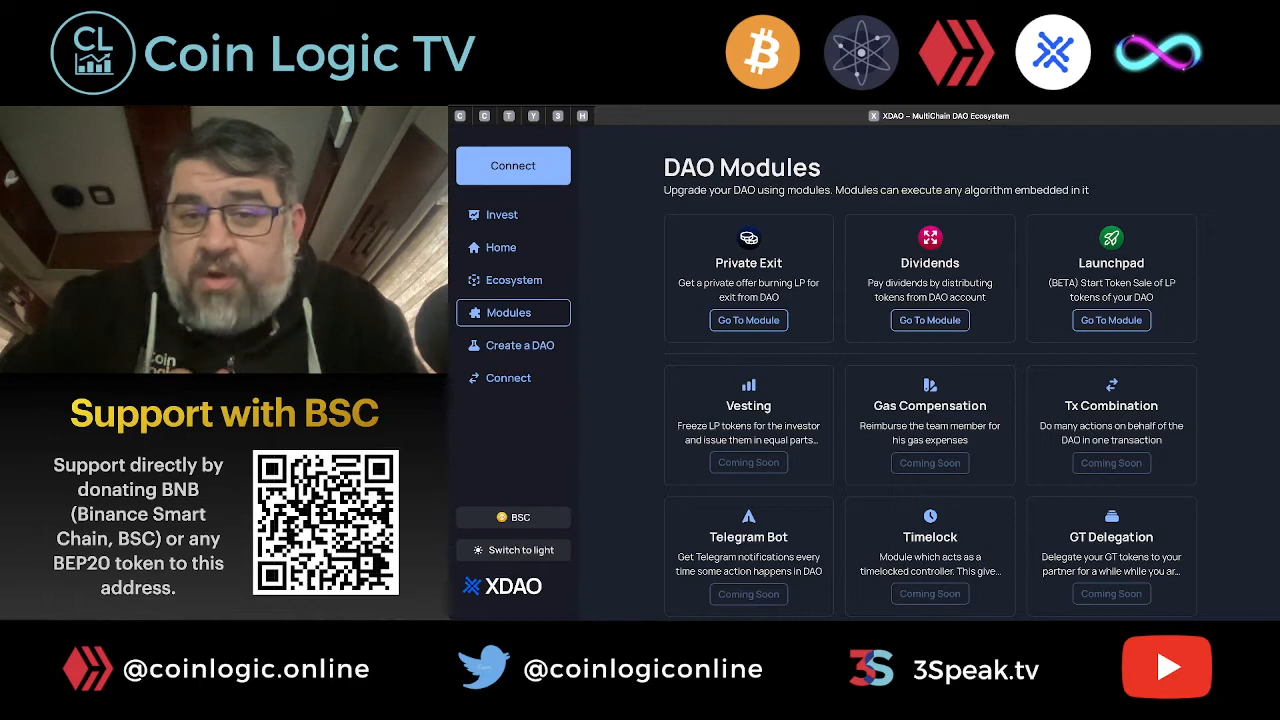 CL
Coin Logic TV
C
C
T
Y
3
H
X
XDAO – MultiChain DAO Ecosystem
Connect
Invest
Home
Ecosystem
Modules
Create a DAO
Connect
BSC
Switch to light
XDAO
DAO Modules
Upgrade your DAO using modules. Modules can execute any algorithm embedded in it
Private Exit
Get a private offer burning LP for
exit from DAO
Go To Module
Dividends
Pay dividends by distributing
tokens from DAO account
Go To Module
Launchpad
(BETA) Start Token Sale of LP
tokens of your DAO
Go To Module
Vesting
Freeze LP tokens for the investor
and issue them in equal parts...
Coming Soon
Gas Compensation
Reimburse the team member for
his gas expenses
Coming Soon
Tx Combination
Do many actions on behalf of the
DAO in one transaction
Coming Soon
Telegram Bot
Get Telegram notifications every
time some action happens in DAO
Coming Soon
Timelock
Module which acts as a
timelocked controller. This give...
Coming Soon
GT Delegation
Delegate your GT tokens to your
partner for a while while you ar...
Coming Soon
Coin
Logic
Support with BSC
Support directly by
donating BNB
(Binance Smart
Chain, BSC) or any
BEP20 token to this
address.
@coinlogic.online
@coinlogiconline
3S
3Speak.tv